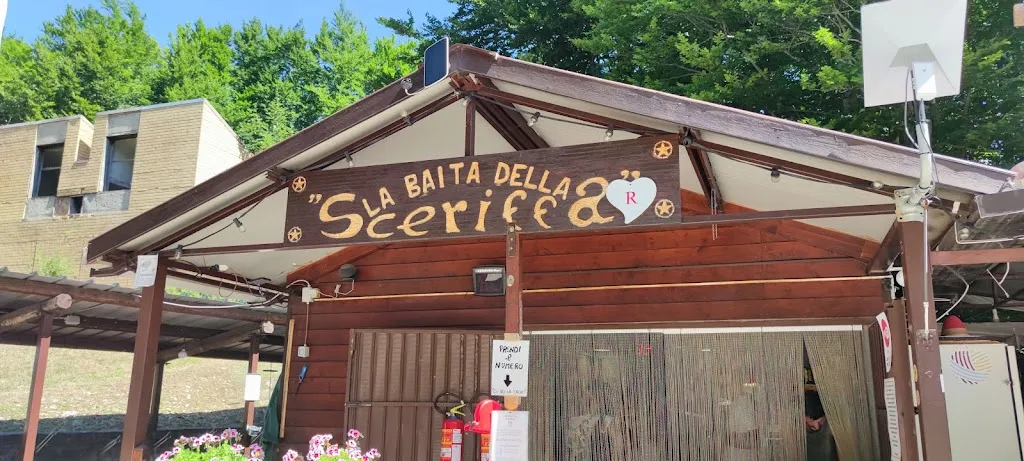 "LA BAITA DELLA
Sceriffa"
R
PRENDI
IL
NUMERO